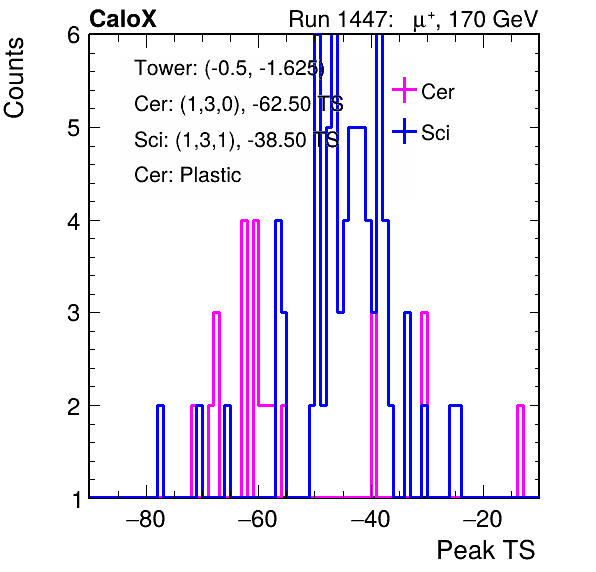 CaloX Run 1447: μ⁺, 170 GeV
Counts
6
Tower: (-0.5, -1.625)
Cer: (1,3,0), -62.50 TS
Cer
Sci: (1,3,1), -38.50 TS
Sci
5
Cer: Plastic
4
3
2
1
−80 −60 −40 −20
Peak TS